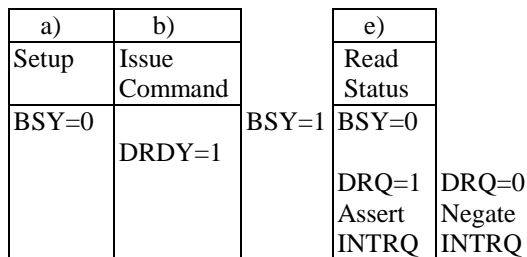 a) b) e)
Setup Issue Read
Command Status
BSY=0 BSY=1 BSY=0
DRDY=1
DRQ=1 DRQ=0
Assert Negate
INTRQ INTRQ